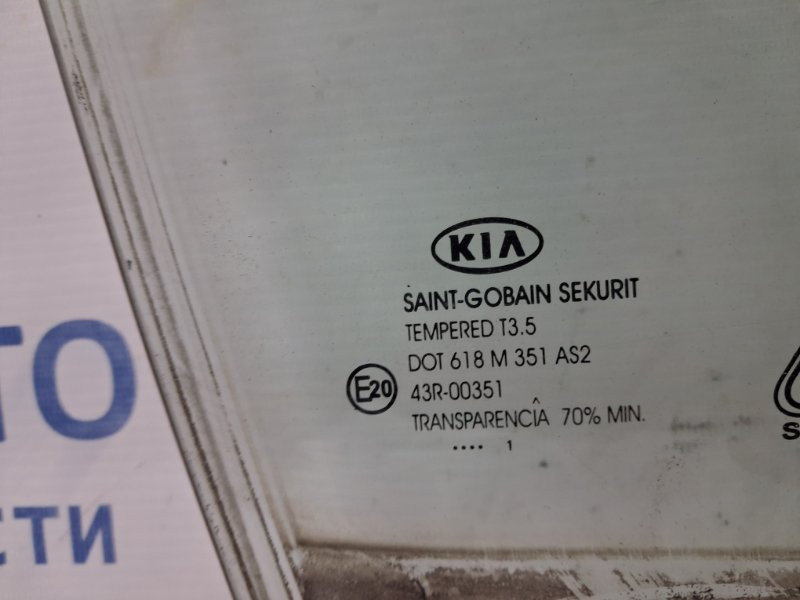 KIA
SAINT-GOBAIN SEKURIT
TEMPERED T3.5
DOT 618 M 351 AS2
E20 43R-00351
TRANSPARENCIÂ 70% MIN.
.... 1
ТО
СТИ
S